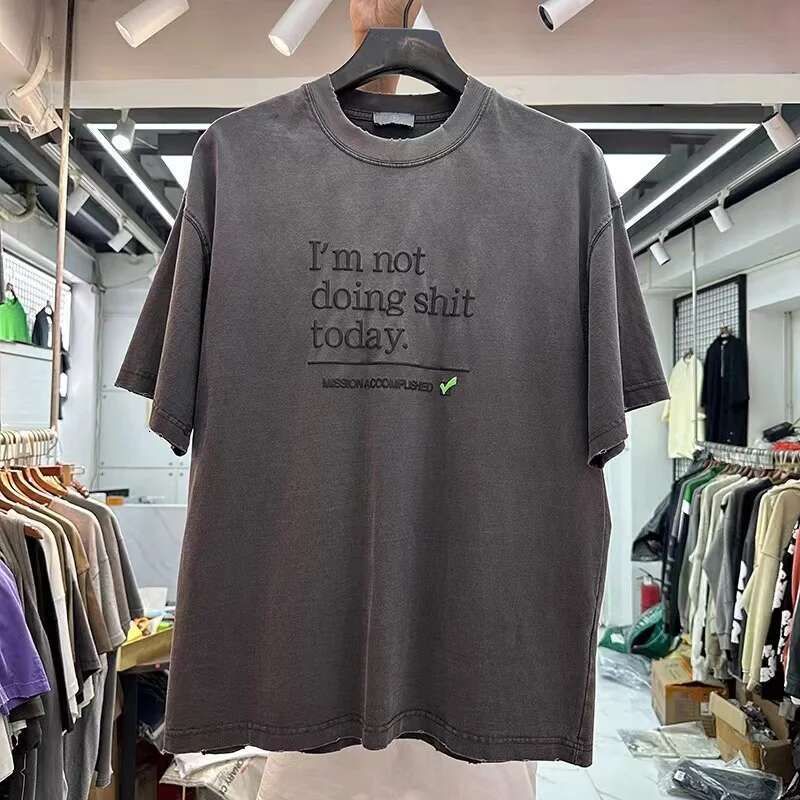 I'm not
doing shit
today.
MISSION ACCOMPLISHED